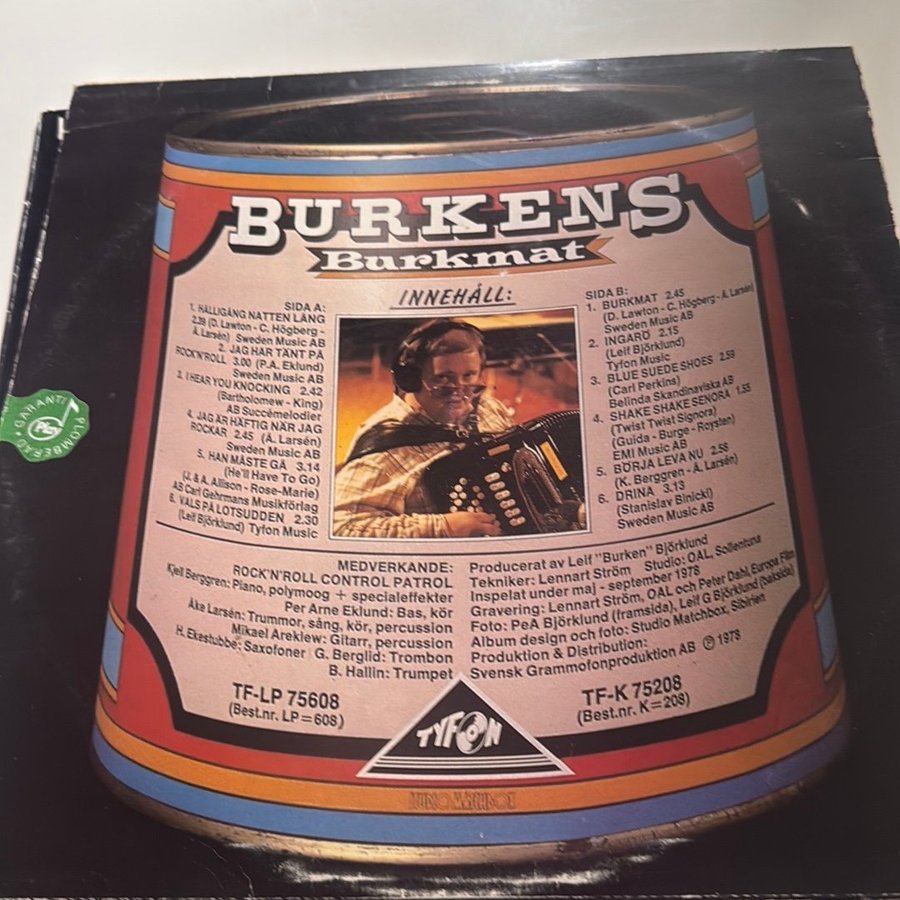 BURKENS
Burkmat
INNEHÅLL:
SIDA A:
1. HÄLLIGÅNG NATTEN LÅNG
2.39 (D. Lawton - C. Högberg -
Å. Larsén) Sweden Music AB
2. JAG HAR TÄNT PÅ
ROCK'N'ROLL 3.00 (P.A. Eklund)
Sweden Music AB
3. I HEAR YOU KNOCKING 2.42
(Bartholomew - King)
AB Succémelodier
4. JAG ÄR HÄFTIG NÄR JAG
ROCKAR 2.45 (Å. Larsén)
Sweden Music AB
5. HAN MÅSTE GÅ 3.14
(He'll Have To Go)
(J. & A. Allison - Rose-Marie)
AB Carl Gehrmans Musikförlag
6. VALS PÅ LOTSUDDEN 2.30
(Leif Björklund) Tyfon Music
SIDA B:
1. BURKMAT 2.45
(D. Lawton - C. Högberg - Å. Larsén)
Sweden Music AB
2. INGARÖ 2.15
(Leif Björklund)
Tyfon Music
3. BLUE SUEDE SHOES 2.59
(Carl Perkins)
Belinda Skandinaviska AB
4. SHAKE SHAKE SENORA 1.55
(Twist Twist Signora)
(Guida - Burge - Roysten)
EMI Music AB
5. BÖRJA LEVA NU 2.56
(K. Berggren - Å. Larsén)
6. DRINA 3.13
(Stanislav Binicki)
Sweden Music AB
MEDVERKANDE:
ROCK'N'ROLL CONTROL PATROL
Kjell Berggren: Piano, polymoog + specialeffekter
Per Arne Eklund: Bas, kör
Åke Larsén: Trummor, sång, kör, percussion
Mikael Areklew: Gitarr, percussion
H. Ekestubbe: Saxofoner G. Berglid: Trombon
B. Hallin: Trumpet
Producerat av Leif "Burken" Björklund
Tekniker: Lennart Ström Studio: OAL, Sollentuna
Inspelat under maj - september 1978
Gravering: Lennart Ström, OAL och Peter Dahl, Europa Film
Foto: PeA Björklund (framsida), Leif G Björklund (baksida)
Album design och foto: Studio Matchbox, Sibirien
Produktion & Distribution:
Svensk Grammofonproduktion AB ℗ 1978
TF-LP 75608
(Best.nr. LP=608)
TF-K 75208
(Best.nr. K=208)
TYFON
STUDIO MATCHBOX
GARANTI
PLOMBERAD